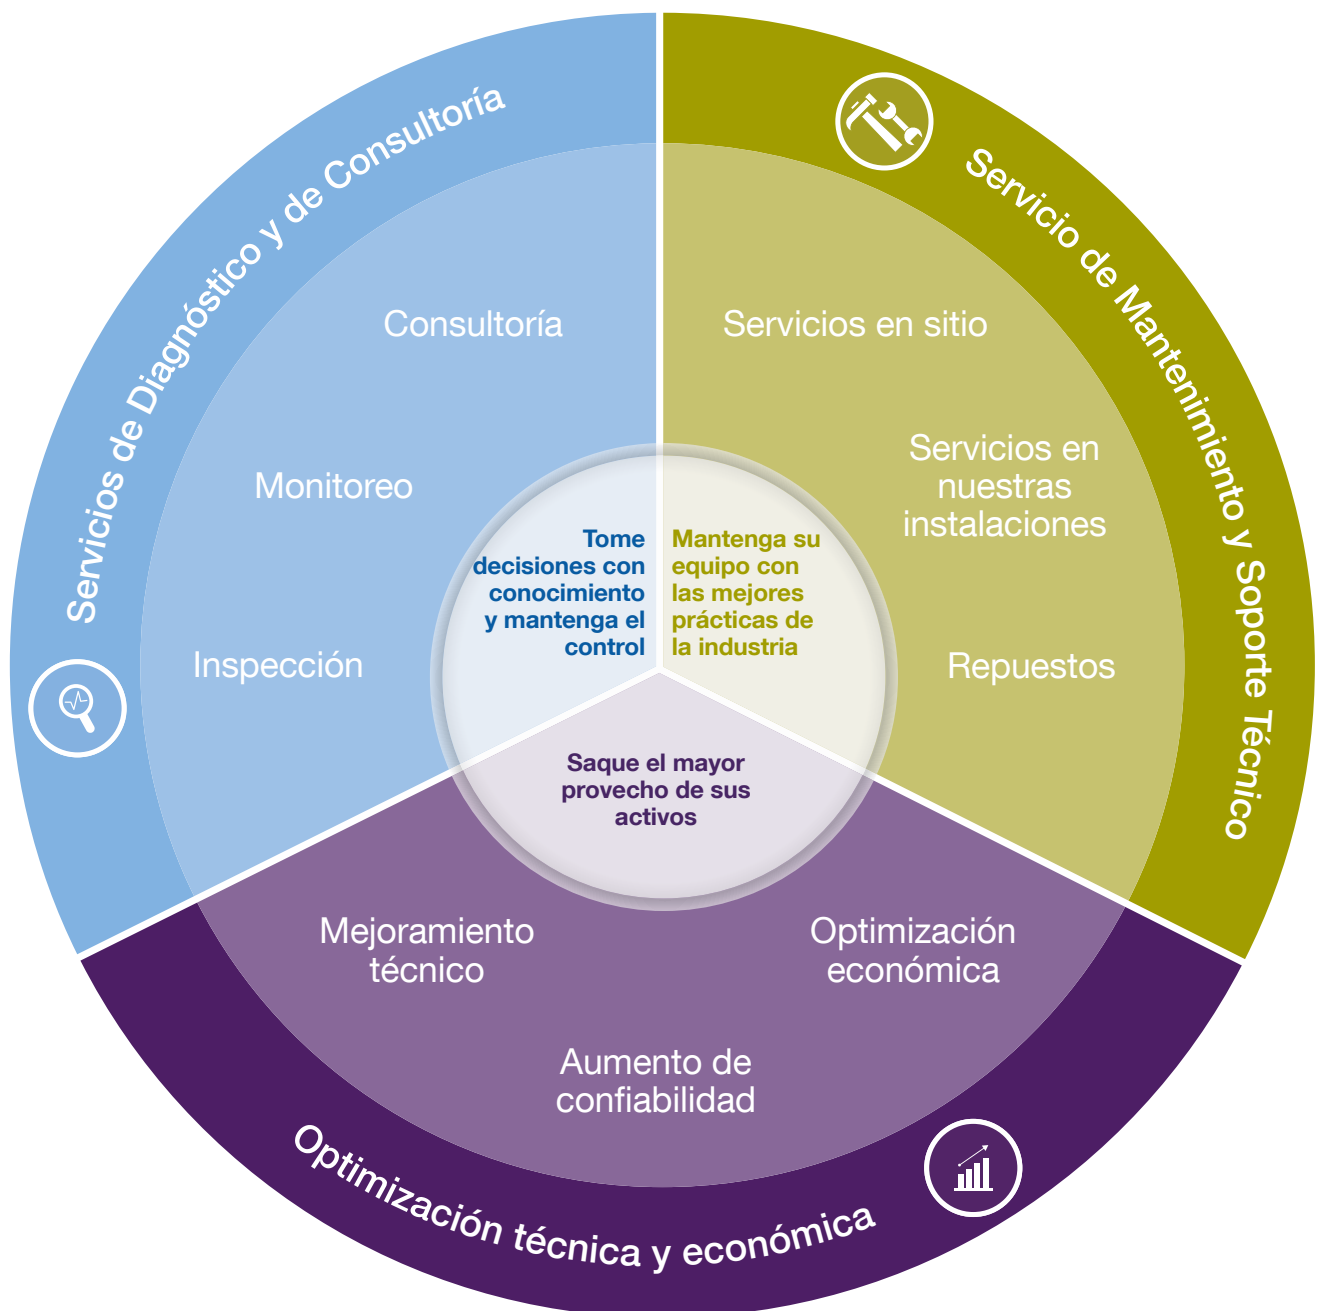 Servicios de Diagnóstico y de Consultoría
Consultoría
Monitoreo
Inspección
Tome
decisiones con
conocimiento
y mantenga el
control
Servicio de Mantenimiento y Soporte Técnico
Servicios en sitio
Servicios en
nuestras
instalaciones
Repuestos
Mantenga su
equipo con
las mejores
prácticas de
la industria
Saque el mayor
provecho de sus
activos
Mejoramiento
técnico
Optimización
económica
Aumento de
confiabilidad
Optimización técnica y económica